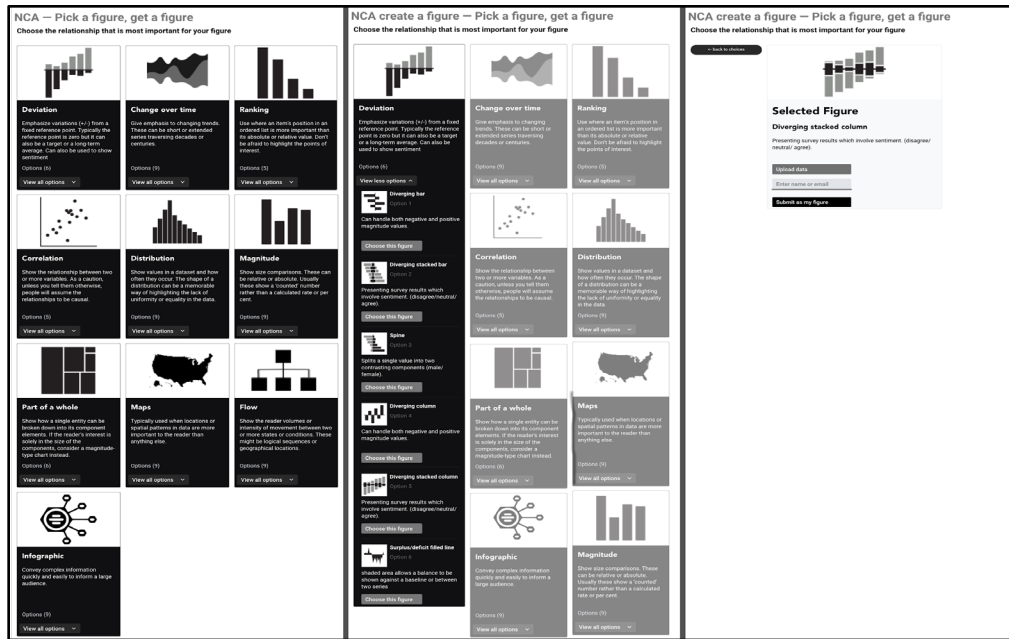 NCA — Pick a figure, get a figure
Choose the relationship that is most important for your figure
Deviation
Emphasize variations (+/-) from a
fixed reference point. Typically the
reference point is zero but it can
also be a target or a long-term
average. Can also be used to show
sentiment
Options (6)
View all options
Change over time
Give emphasis to changing trends.
These can be short or extended
series traversing decades or
centuries.
Options (9)
View all options
Ranking
Use where an item's position in an
ordered list is more important
than its absolute or relative value. Don't
be afraid to highlight the points of
interest.
Options (5)
View all options
Correlation
Show the relationship between two
or more variables. As a caution,
unless you tell them otherwise,
people will assume the
relationships to be causal.
Options (5)
View all options
Distribution
Show values in a dataset and how
often they occur. The shape of a
distribution can be a memorable
way of highlighting the lack of
uniformity or equality in the data.
Options (9)
View all options
Magnitude
Show size comparisons. These can
be relative or absolute. Usually
these show a 'counted' number
rather than a calculated rate or per
cent.
Options (9)
View all options
Part of a whole
Show how a single entity can be
broken down into its component
elements. If the reader's interest is
solely in the size of the
components, consider a magnitude-
type chart instead.
Options (6)
View all options
Maps
Typically used when locations or
spatial patterns in data are more
important to the reader than
anything else.
Options (9)
View all options
Flow
Show the reader volumes or
intensity of movement between two
or more states or conditions. These
might be logical sequences or
geographical locations.
Options (9)
View all options
Infographic
Convey complex information
quickly and easily to inform a large
audience.
Options (9)
View all options
NCA create a figure — Pick a figure, get a figure
Choose the relationship that is most important for your figure
Deviation
Emphasize variations (+/-) from a
fixed reference point. Typically the
reference point is zero but it can also
be a target or a long-term
average. Can also be
used to show sentiment
Options (6)
View less options
Diverging bar
Option 1
Can handle both negative and positive
magnitude values.
Choose this figure
Diverging stacked bar
Option 2
Presenting survey results which
involve sentiment. (disagree/neutral/
agree).
Choose this figure
Spine
Option 3
Splits a single value into two
contrasting components (male/
female).
Choose this figure
Diverging column
Option 4
Can handle both negative and positive
magnitude values.
Choose this figure
Diverging stacked column
Option 5
Presenting survey results which
involve sentiment. (disagree/neutral/
agree).
Choose this figure
Surplus/deficit filled line
Option 6
shaded area allows a balance to be
shown against a baseline or between
two series
Choose this figure
Change over time
Give emphasis to changing
trends. These can be short or
extended series traversing
decades or centuries.
Options (9)
View all options
Ranking
Use where an item's position in an
ordered list is more important than
its absolute or relative value. Don't
be afraid to highlight the points of
interest.
Options (5)
View all options
Correlation
Show the relationship between two
or more variables. As a caution,
unless you tell them otherwise,
people will assume the
relationships to be causal.
Options (5)
View all options
Distribution
Show values in a dataset and how
often they occur. The shape of a
distribution can be a memorable
way of highlighting the lack of
uniformity or equality
in the data.
Options (9)
View all options
Part of a whole
Show how a single entity can be
broken down into its component
elements. If the reader's interest
is solely in the size of the
components, consider a
magnitude-type chart instead.
Options (6)
View all options
Maps
Typically used when locations or
spatial patterns in data are more
important to the reader than
anything else.
Options (9)
View all options
Infographic
Convey complex information
quickly and easily to inform a
large audience.
Options (9)
View all options
Magnitude
Show size comparisons. These
can be relative or absolute.
Usually these show a 'counted'
number rather than a calculated
rate or per cent
Options (9)
View all options
NCA create a figure — Pick a figure, get a figure
Choose the relationship that is most important for your figure
← back to choices
Selected Figure
Diverging stacked column
Presenting survey results which involve sentiment. (disagree/
neutral/ agree).
Upload data
Enter name or email
Submit as my figure